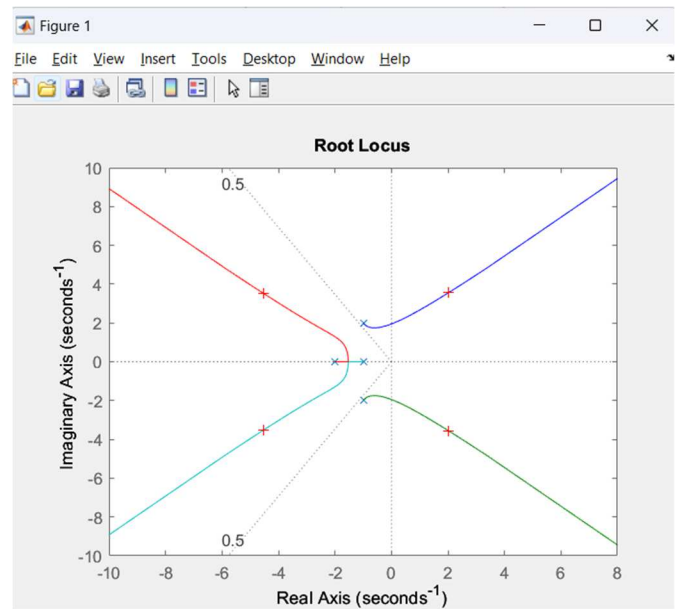 Figure 1
File Edit View Insert Tools Desktop Window Help
Root Locus
10
0.5
8
6
4
2
0
-2
-4
-6
-8
0.5
-10
-10 -8 -6 -4 -2 0 2 4 6 8
Imaginary Axis (seconds⁻¹)
Real Axis (seconds⁻¹)